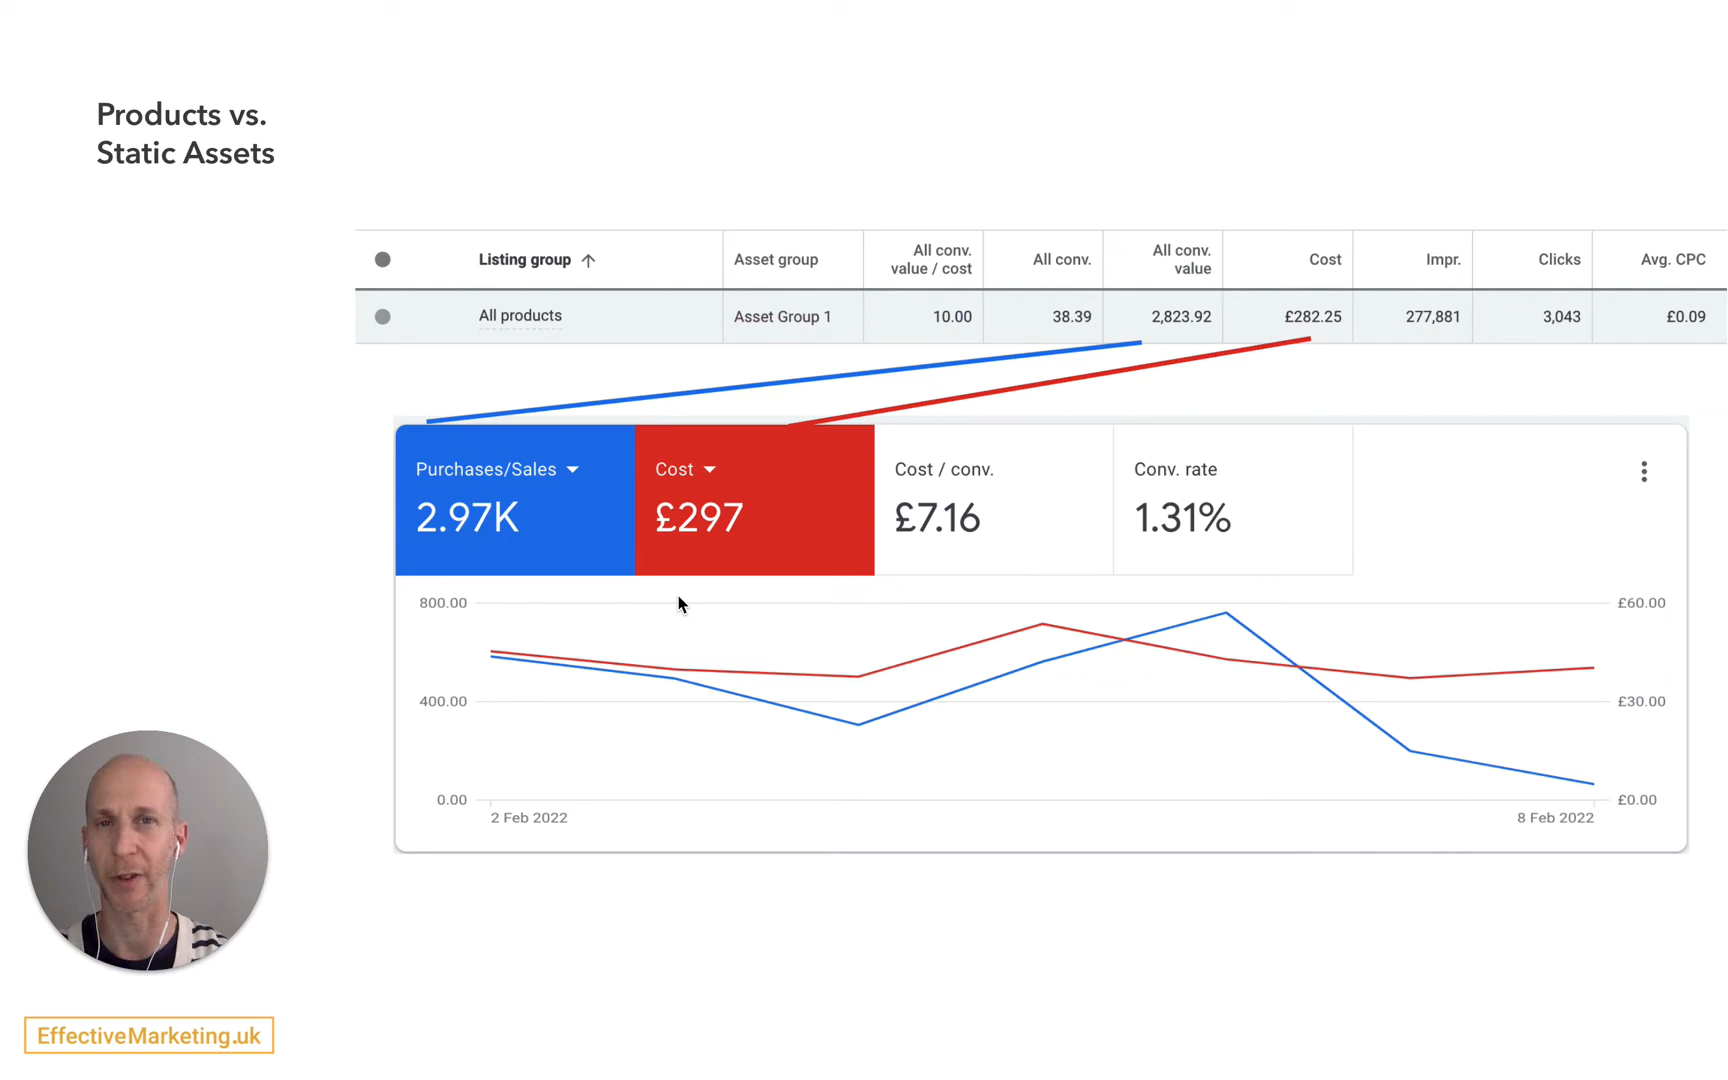 Products vs.
Static Assets
Listing group ↑
Asset group
All conv.
value / cost
All conv.
All conv.
value
Cost
Impr.
Clicks
Avg. CPC
All products
Asset Group 1
10.00
38.39
2,823.92
£282.25
277,881
3,043
£0.09
Purchases/Sales
2.97K
Cost
£297
Cost / conv.
£7.16
Conv. rate
1.31%
800.00
400.00
0.00
£60.00
£30.00
£0.00
2 Feb 2022
8 Feb 2022
EffectiveMarketing.uk